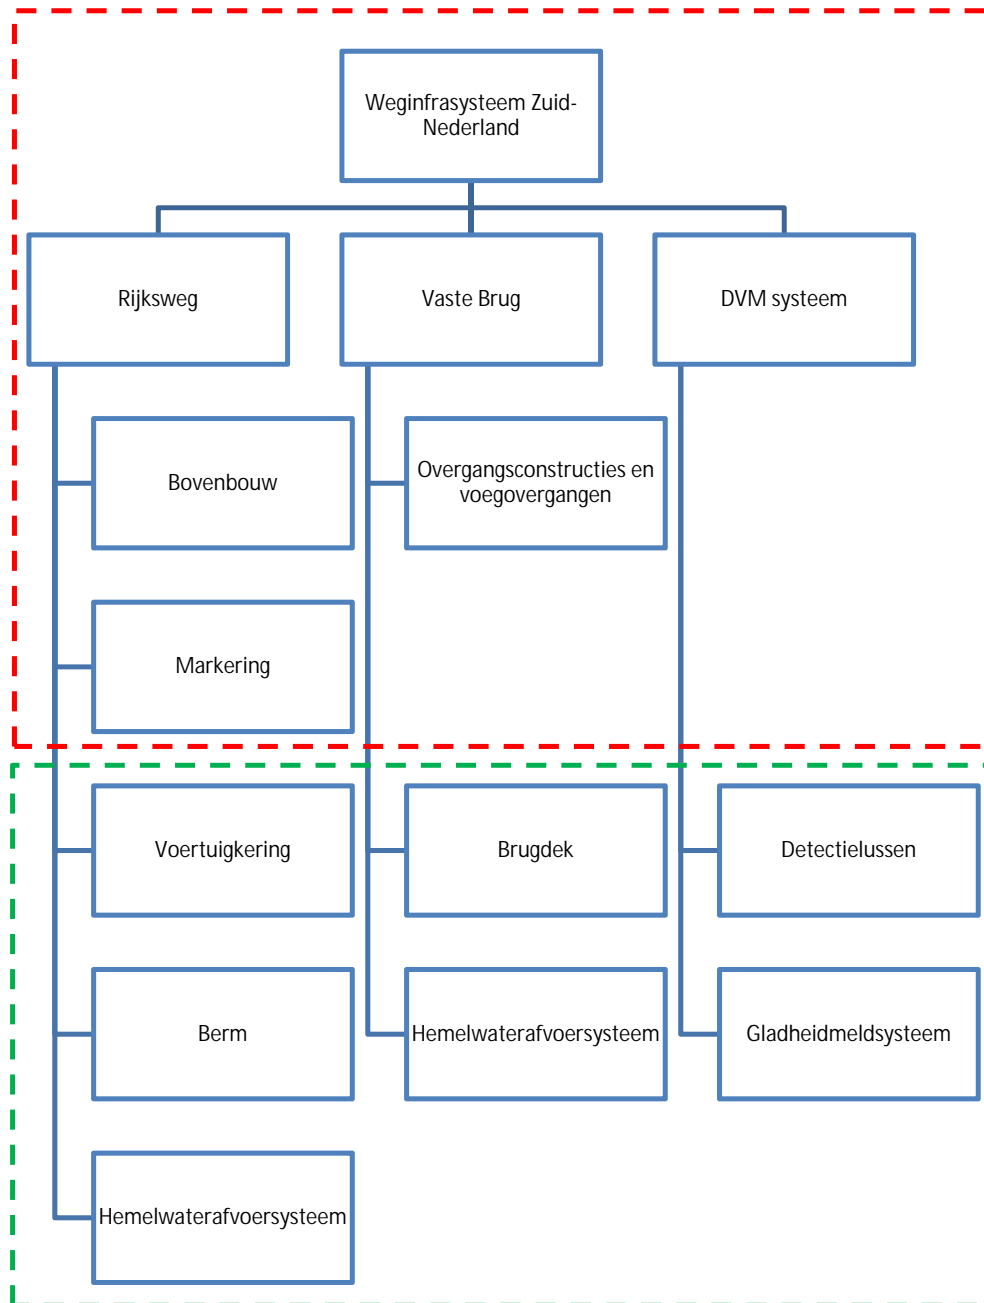 Weginfrasysteem Zuid-
Nederland
Rijksweg
Vaste Brug
DVM systeem
Bovenbouw
Overgangsconstructies en
voegovergangen
Markering
Voertuigkering
Brugdek
Detectielussen
Berm
Hemelwaterafvoersysteem
Gladheidmeldsysteem
Hemelwaterafvoersysteem